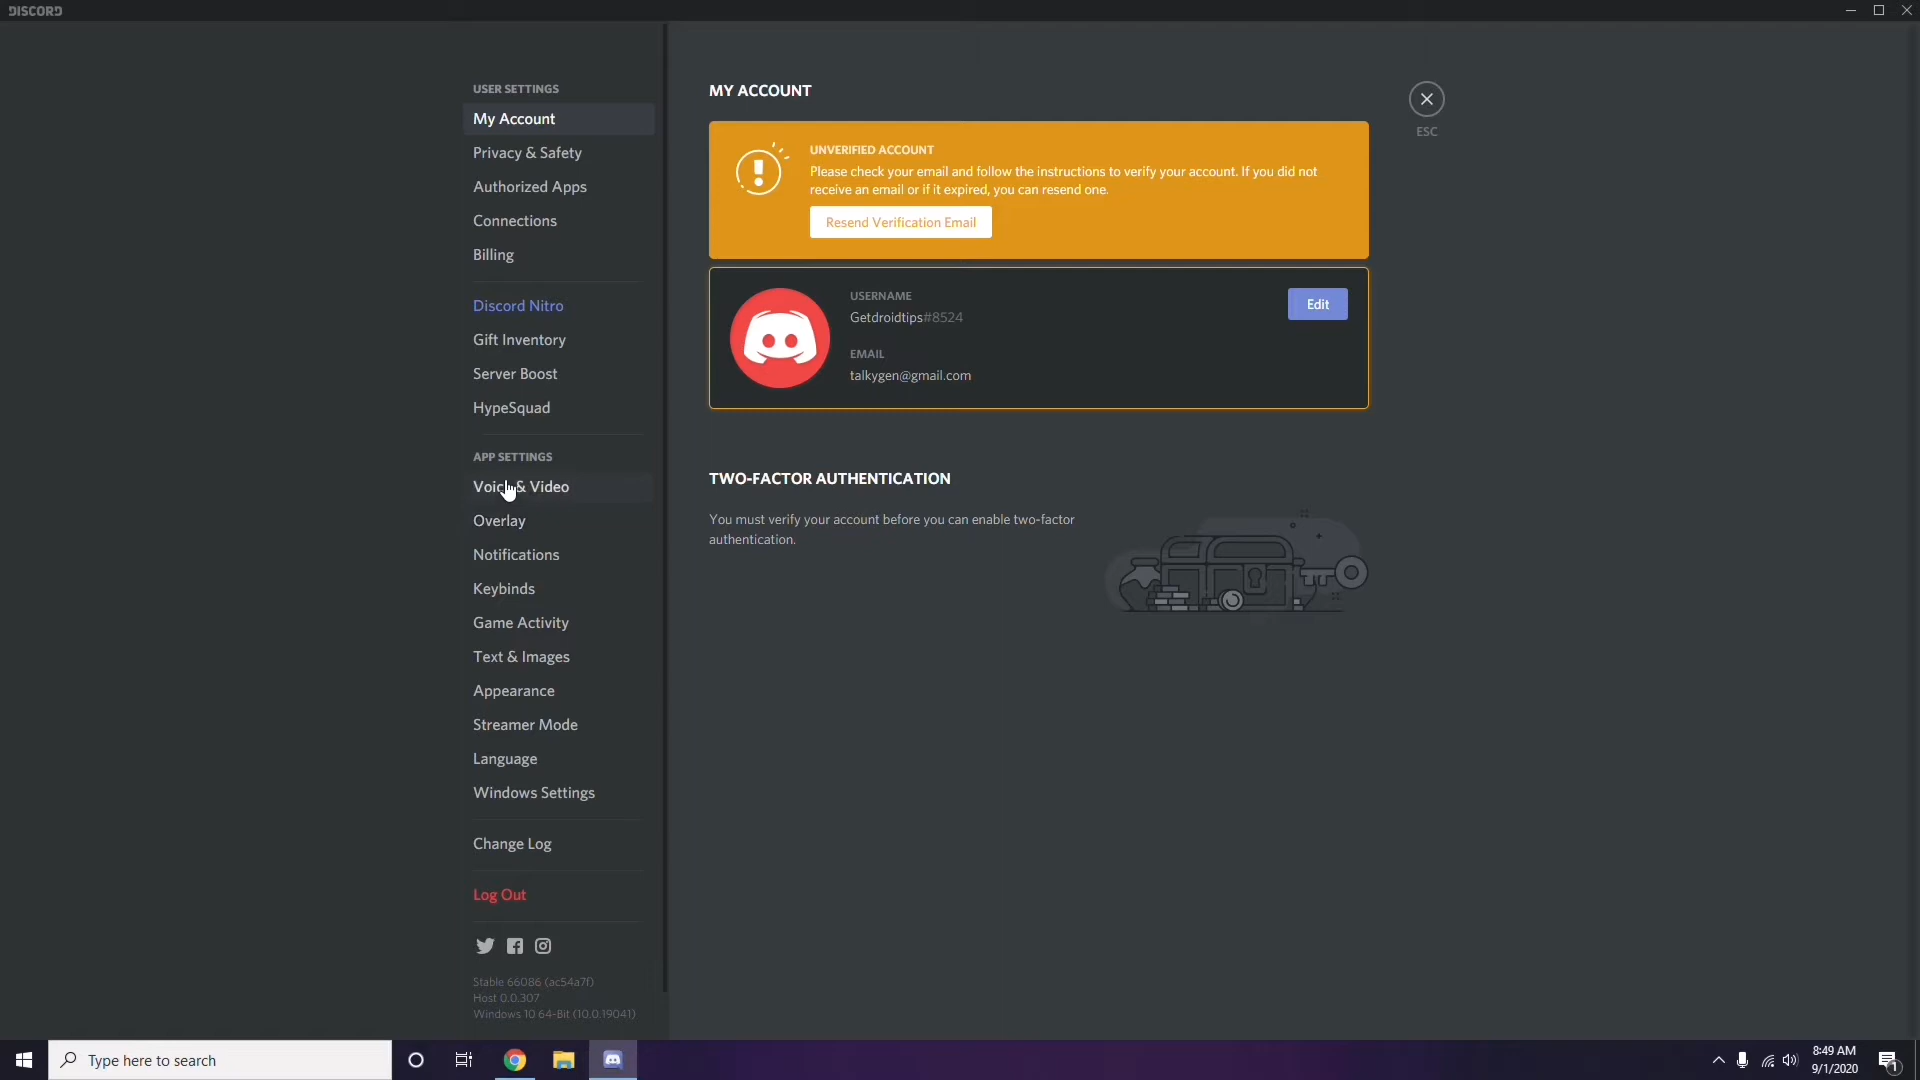 DISCORD
USER SETTINGS
My Account
Privacy & Safety
Authorized Apps
Connections
Billing
Discord Nitro
Gift Inventory
Server Boost
HypeSquad
APP SETTINGS
Voice & Video
Overlay
Notifications
Keybinds
Game Activity
Text & Images
Appearance
Streamer Mode
Language
Windows Settings
Change Log
Log Out
Stable 66086 (ac54a7f)
Host 0.0.307
Windows 10 64-Bit (10.0.19041)
MY ACCOUNT
ESC
UNVERIFIED ACCOUNT
Please check your email and follow the instructions to verify your account. If you did not
receive an email or if it expired, you can resend one.
Resend Verification Email
USERNAME
Getdroidtips#8524
Edit
EMAIL
talkygen@gmail.com
TWO-FACTOR AUTHENTICATION
You must verify your account before you can enable two-factor
authentication.
Type here to search
8:49 AM
9/1/2020
1